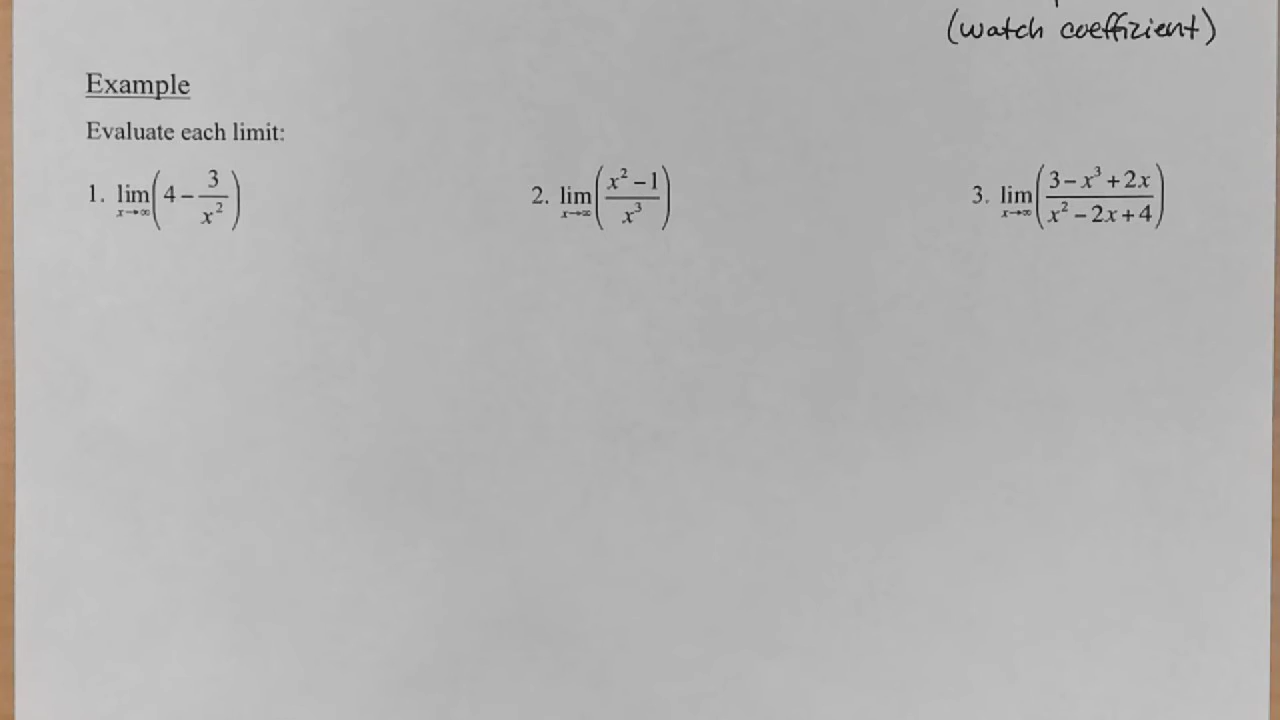 (watch coeffizient)
Example
Evaluate each limit:
1. lim x→∞ (4 − 3/x²)
2. lim x→∞ ((x² − 1)/x³)
3. lim x→∞ ((3 − x³ + 2x)/(x² − 2x + 4))